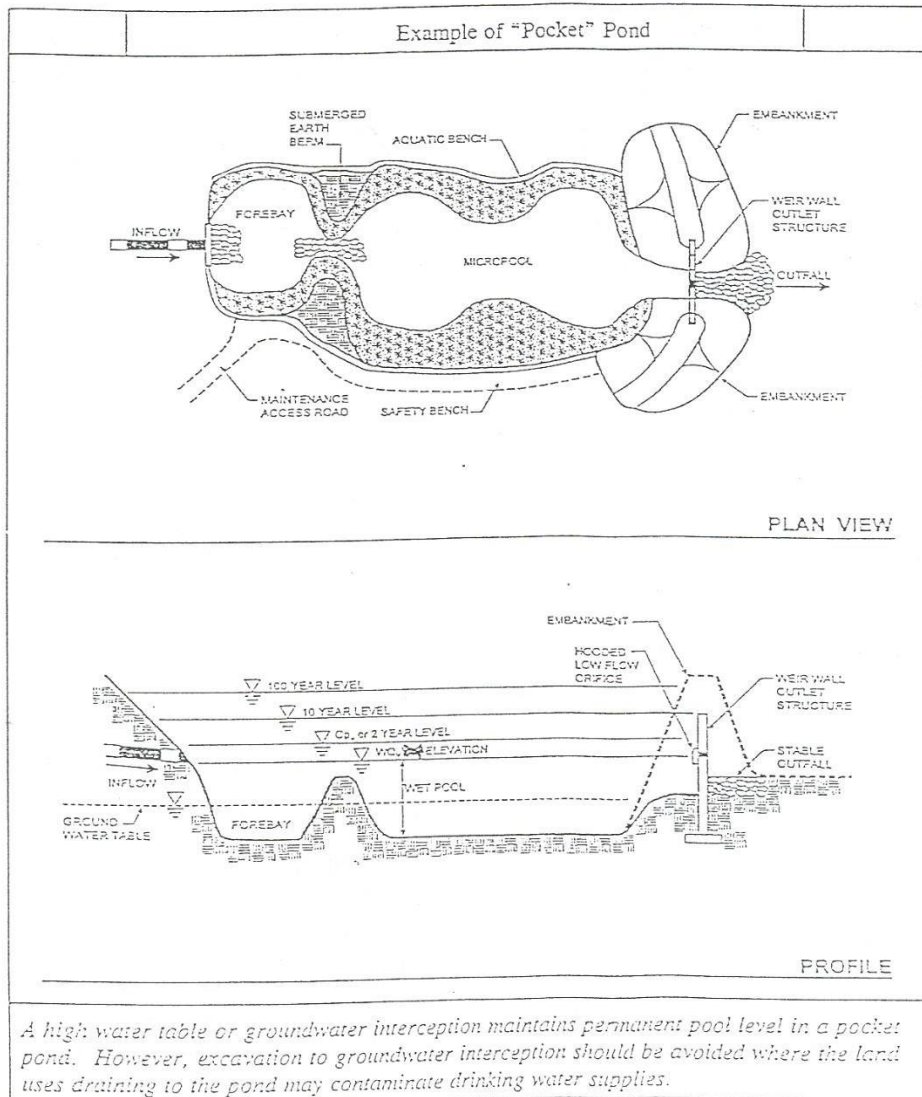 Example of "Pocket" Pond
SUBMERGED
EARTH
BERM
AQUATIC BENCH
EMBANKMENT
FOREBAY
INFLOW
WEIR WALL
OUTLET
STRUCTURE
MICROPOOL
OUTFALL
MAINTENANCE
ACCESS ROAD
SAFETY BENCH
EMBANKMENT
PLAN VIEW
EMBANKMENT
HOODED
LOW FLOW
ORIFICE
WEIR WALL
OUTLET
STRUCTURE
100 YEAR LEVEL
10 YEAR LEVEL
Cp, or 2 YEAR LEVEL
ELEVATION
STABLE
OUTFALL
INFLOW
WET POOL
GROUND
WATER TABLE
FOREBAY
PROFILE
A high water table or groundwater interception maintains permanent pool level in a pocket
pond. However, excavation to groundwater interception should be avoided where the land
uses draining to the pond may contaminate drinking water supplies.